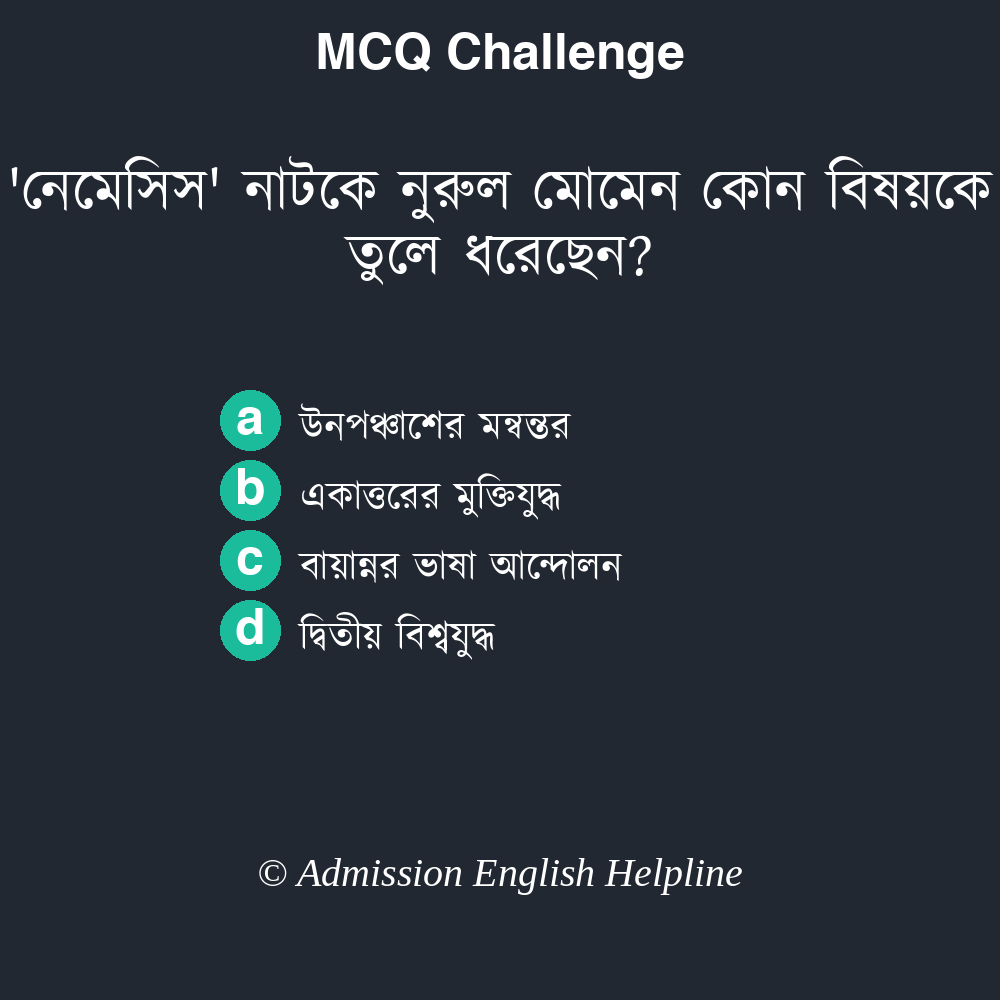 MCQ Challenge
'নেমেসিস' নাটকে নুরুল মোমেন কোন বিষয়কে
তুলে ধরেছেন?
a উনপঞ্চাশের মন্বন্তর
b একাত্তরের মুক্তিযুদ্ধ
c বায়ান্নর ভাষা আন্দোলন
d দ্বিতীয় বিশ্বযুদ্ধ
© Admission English Helpline